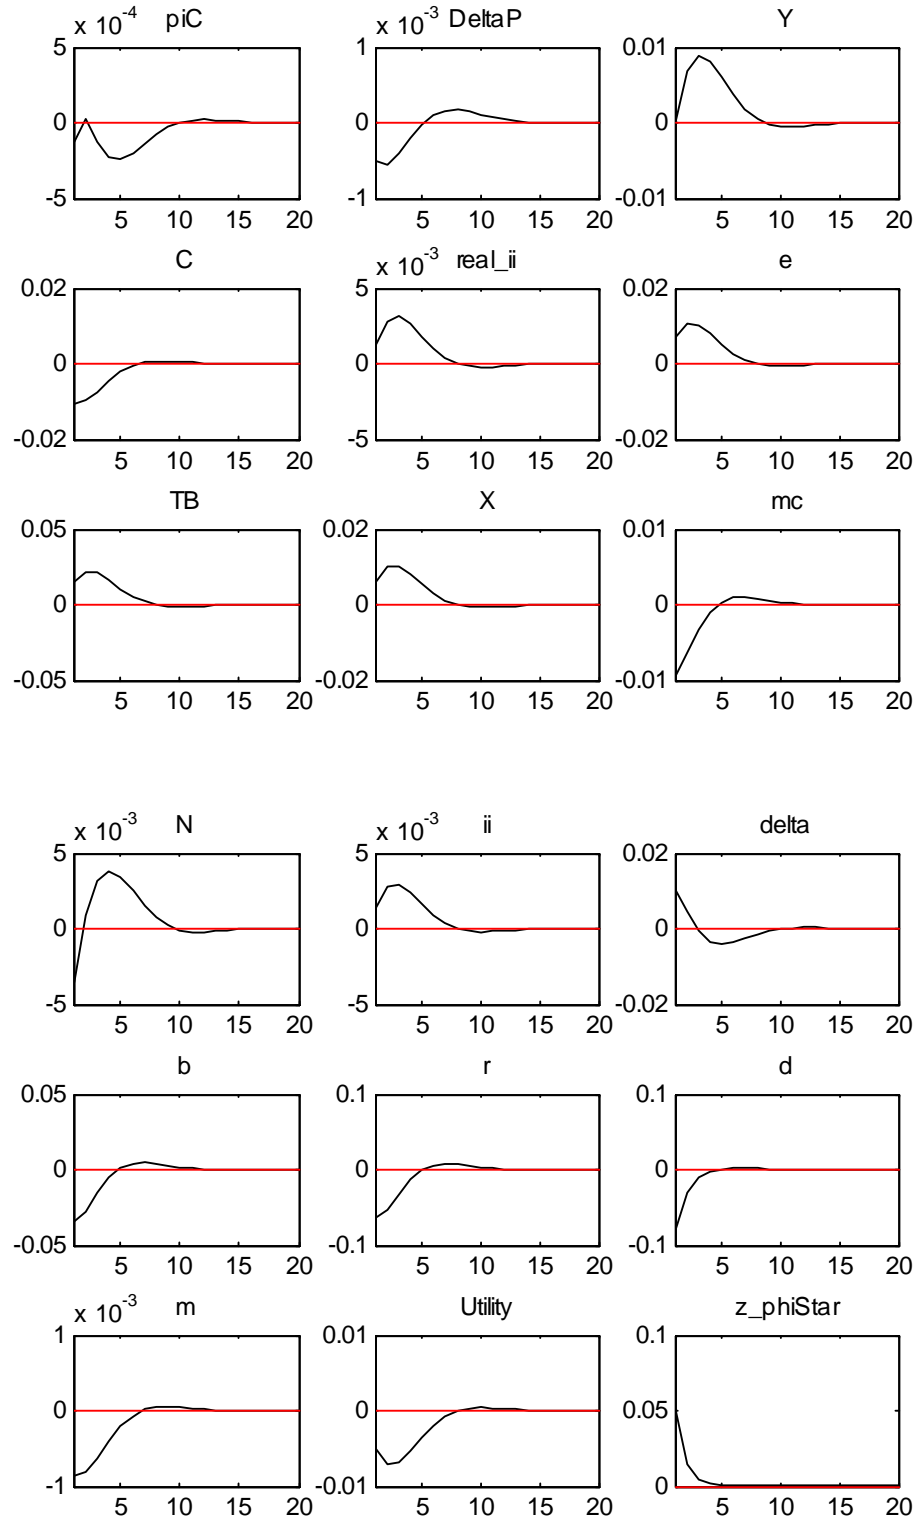 x 10-4 piC x 10-3 DeltaP Y
5 1 0.01
0 0 0
-5 -1 -0.01
5 10 15 20 5 10 15 20 5 10 15 20
C x 10-3 real_ii e
0.02 5 0.02
0 0 0
-0.02 -5 -0.02
5 10 15 20 5 10 15 20 5 10 15 20
TB X mc
0.05 0.02 0.01
0 0 0
-0.05 -0.02 -0.01
5 10 15 20 5 10 15 20 5 10 15 20
x 10-3 N x 10-3 ii delta
5 5 0.02
0 0 0
-5 -5 -0.02
5 10 15 20 5 10 15 20 5 10 15 20
b r d
0.05 0.1 0.1
0 0 0
-0.05 -0.1 -0.1
5 10 15 20 5 10 15 20 5 10 15 20
x 10-3 m Utility z_phiStar
1 0.01 0.1
0 0 0.05
-1 -0.01 0
5 10 15 20 5 10 15 20 5 10 15 20